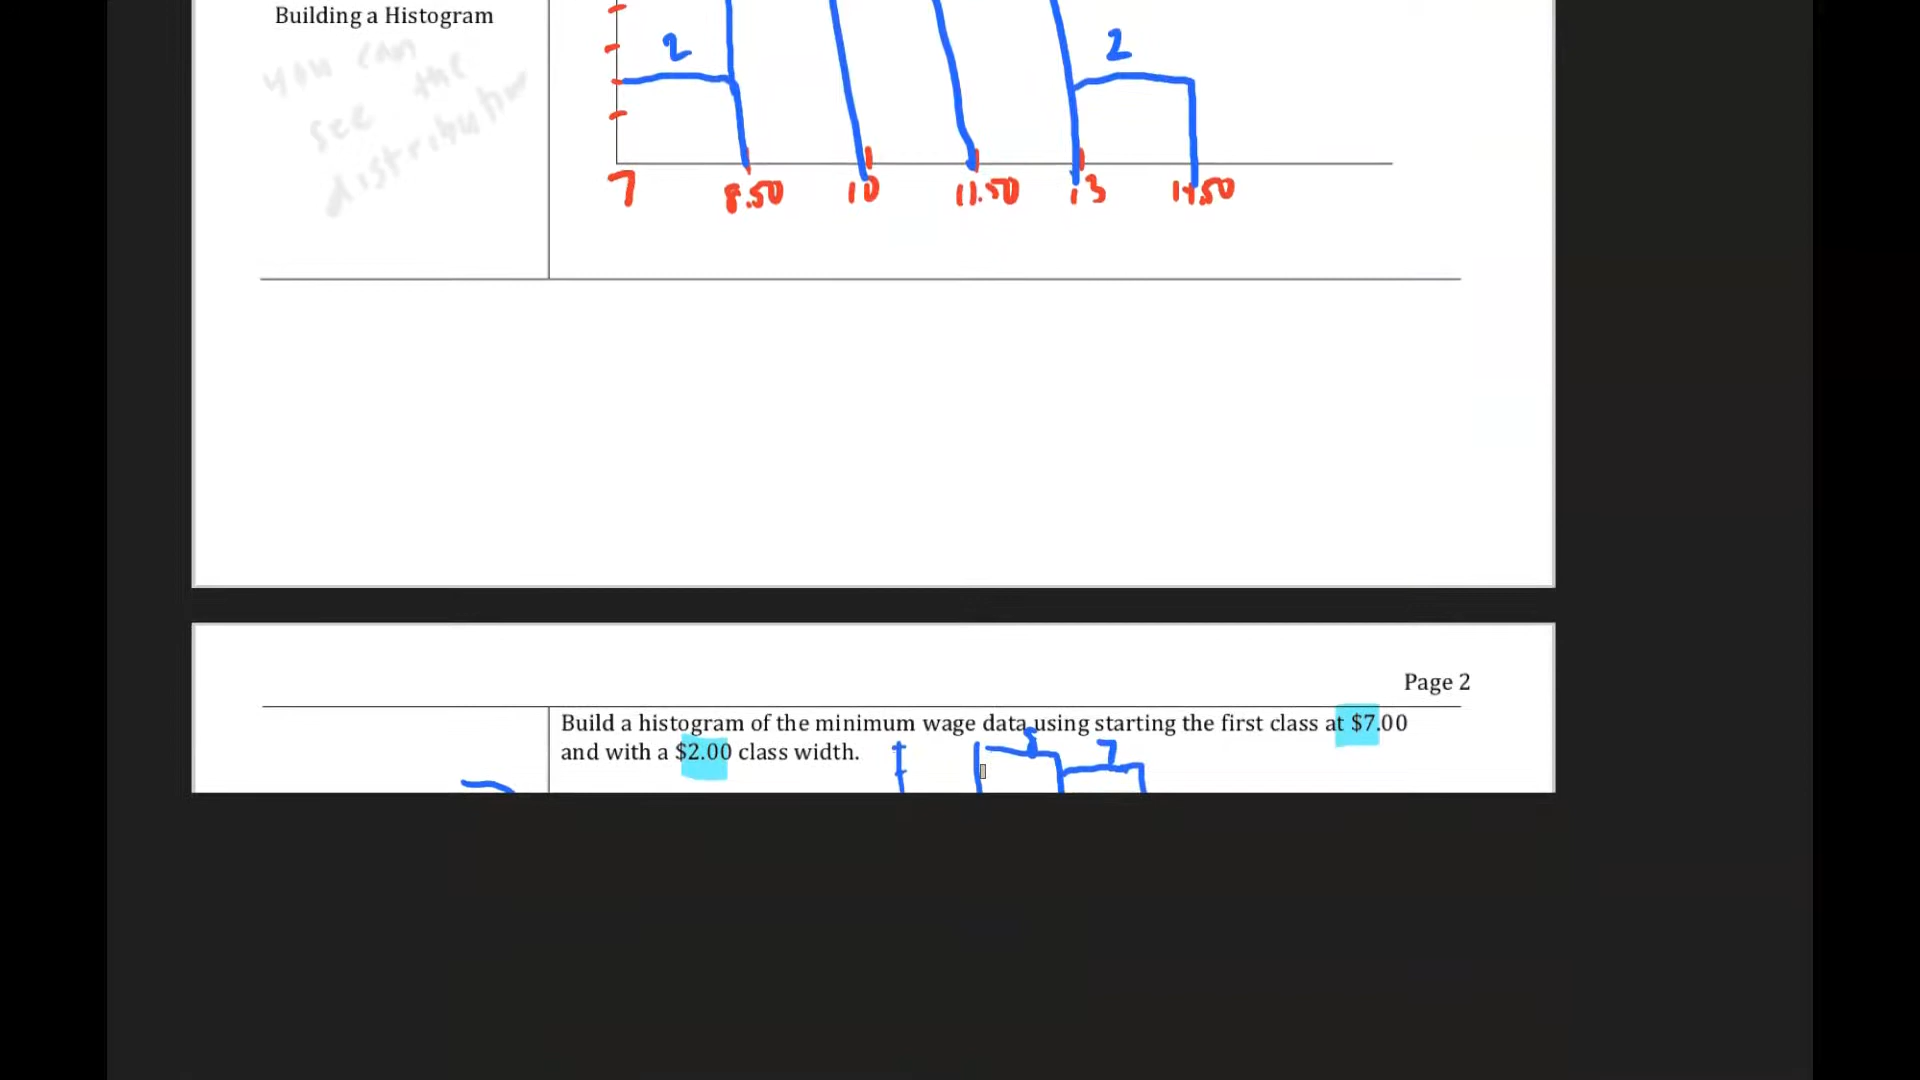 Building a Histogram
you can
see the
distribution
2
2
7 8.50 10 11.50 13 14.50
Page 2
Build a histogram of the minimum wage data using starting the first class at $7.00
and with a $2.00 class width.
8
7